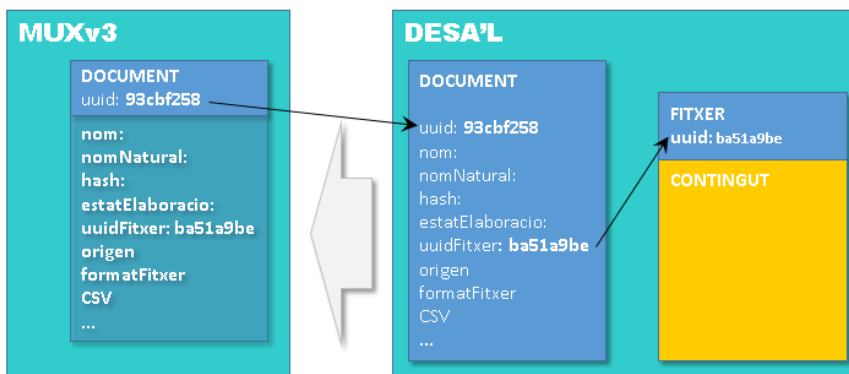 MUXv3
DOCUMENT
uuid: 93cbf258
nom:
nomNatural:
hash:
estatElaboracio:
uuidFitxer: ba51a9be
origen
formatFitxer
CSV
...
DESA'L
DOCUMENT
uuid: 93cbf258
nom:
nomNatural:
hash:
estatElaboracio:
uuidFitxer: ba51a9be
origen
formatFitxer
CSV
...
FITXER
uuid: ba51a9be
CONTINGUT